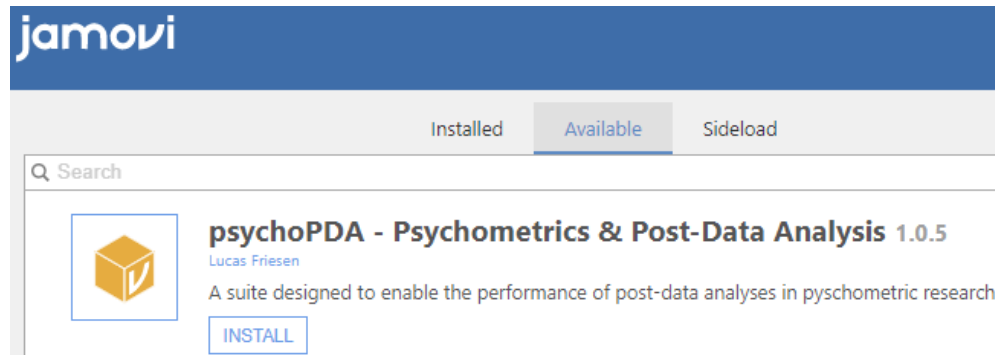 jamovi
Installed Available Sideload
Search
psychoPDA - Psychometrics & Post-Data Analysis 1.0.5
Lucas Friesen
A suite designed to enable the performance of post-data analyses in pyschometric research
INSTALL